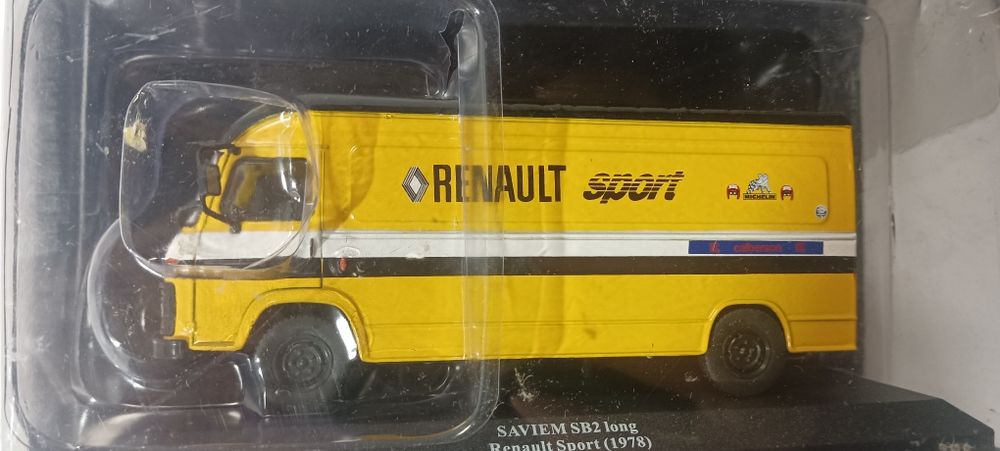 RENAULT sport
MICHELIN
calberson
SAVIEM SB2 long
Renault Sport (1978)